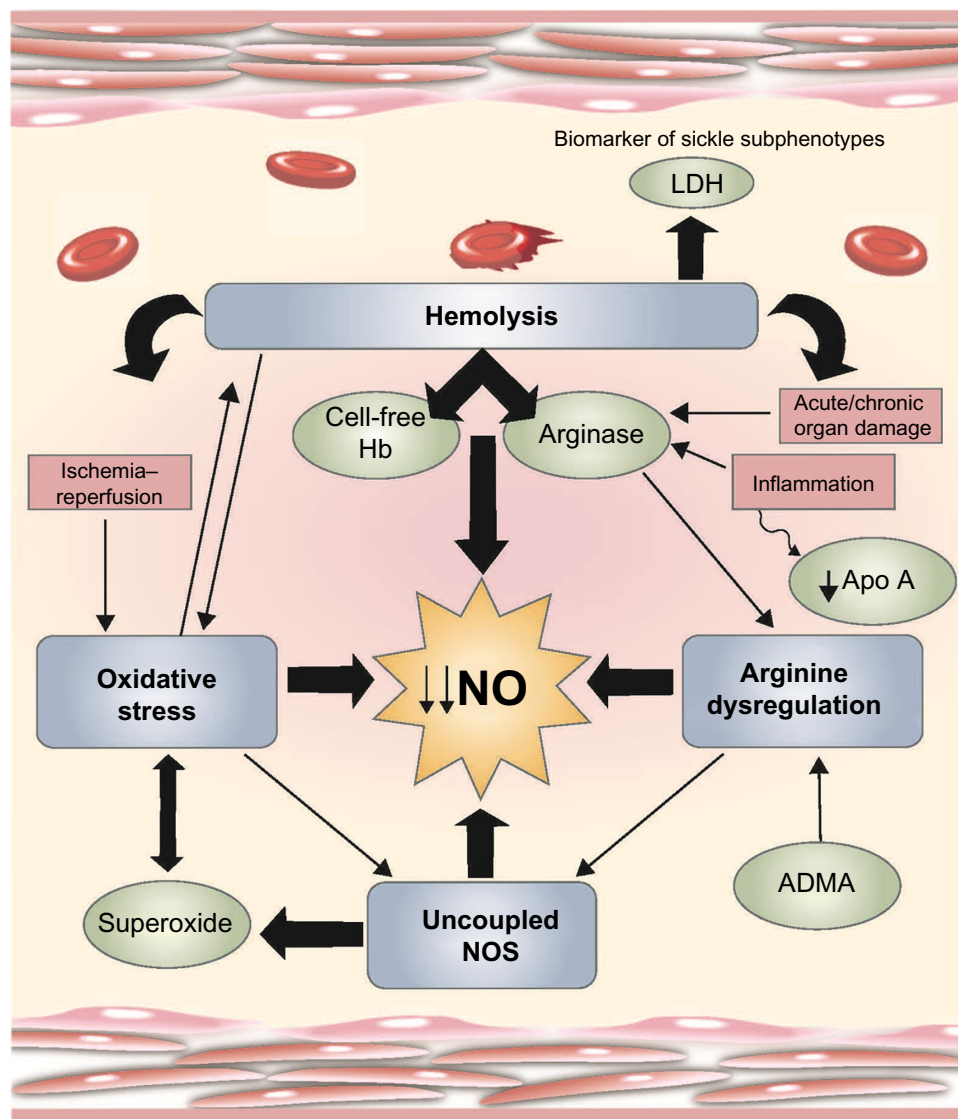 Biomarker of sickle subphenotypes
LDH
Hemolysis
Cell-free
Hb
Arginase
Acute/chronic
organ damage
Ischemia–
reperfusion
Inflammation
↓ Apo A
Oxidative
stress
↓↓NO
Arginine
dysregulation
Superoxide
Uncoupled
NOS
ADMA